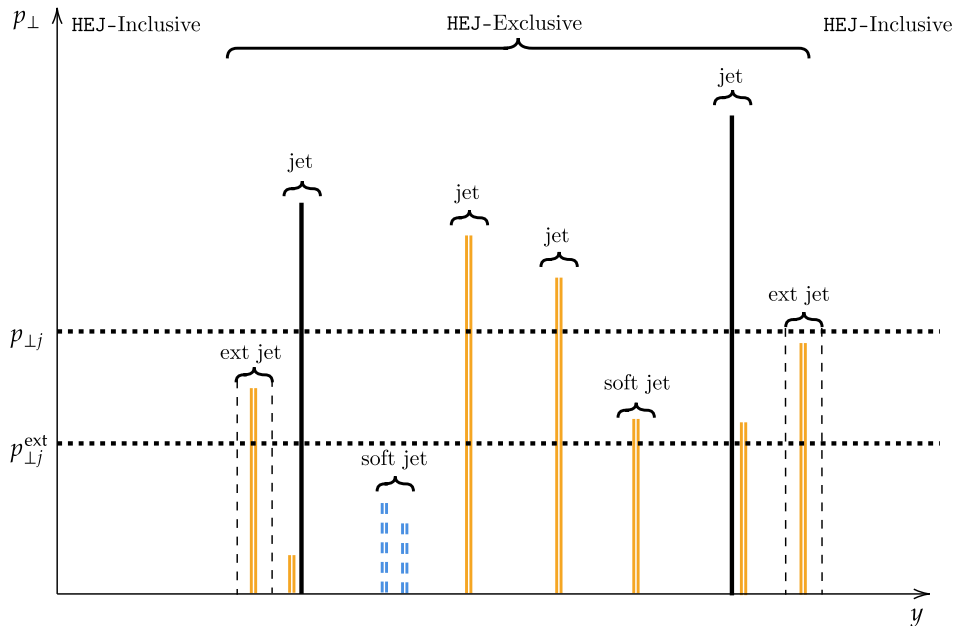 p⊥
HEJ-Inclusive
HEJ-Exclusive
HEJ-Inclusive
jet
jet
jet
jet
ext jet
p⊥j
ext jet
soft jet
p⊥j^ext
soft jet
y